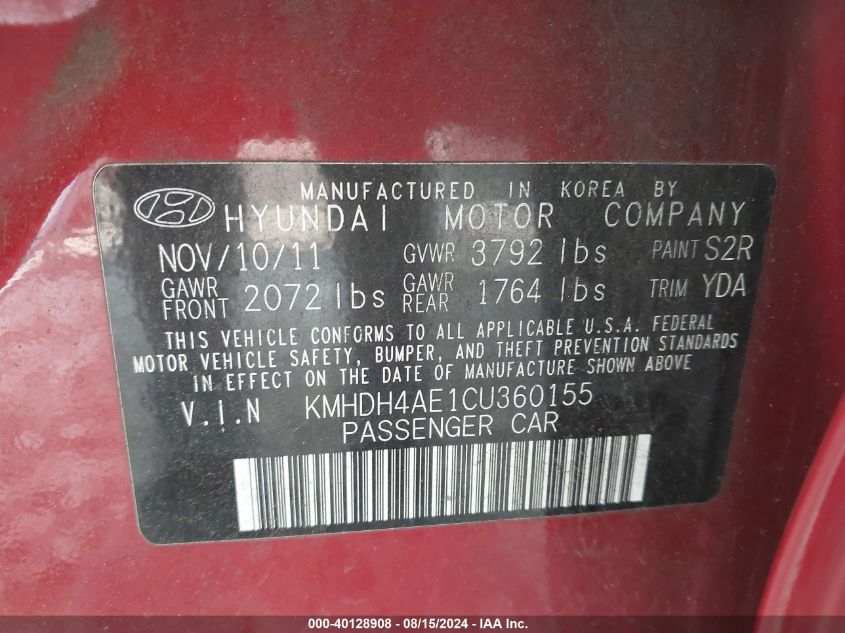 MANUFACTURED IN KOREA BY
HYUNDAI MOTOR COMPANY
NOV/10/11 GVWR 3792 lbs PAINT S2R
GAWR FRONT 2072 lbs GAWR REAR 1764 lbs TRIM YDA
THIS VEHICLE CONFORMS TO ALL APPLICABLE U.S.A. FEDERAL
MOTOR VEHICLE SAFETY, BUMPER, AND THEFT PREVENTION STANDARDS
IN EFFECT ON THE DATE OF MANUFACTURE SHOWN ABOVE
V.I.N KMHDH4AE1CU360155
PASSENGER CAR
000-40128908 - 08/15/2024 - IAA Inc.